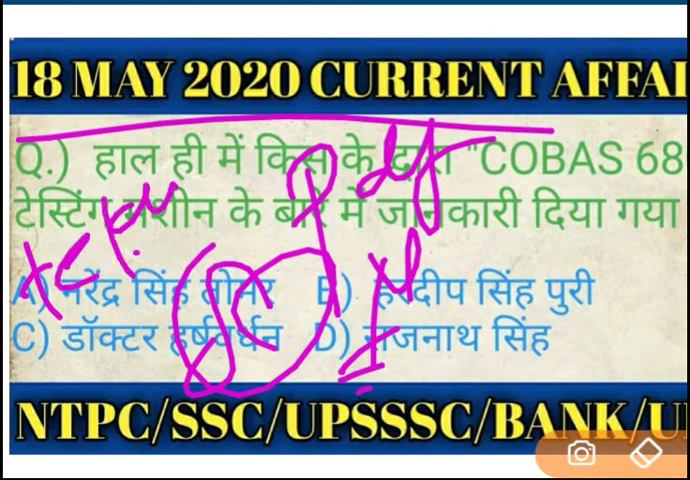 18 MAY 2020 CURRENT AFFAI
Q.) हाल ही में किस के द्वारा "COBAS 68
टेस्टिंग मशीन के बारे में जानकारी दिया गया
A) नरेंद्र सिंह तोमर B) हरदीप सिंह पुरी
C) डॉक्टर हर्षवर्धन D) राजनाथ सिंह
NTPC/SSC/UPSSSC/BANK/U